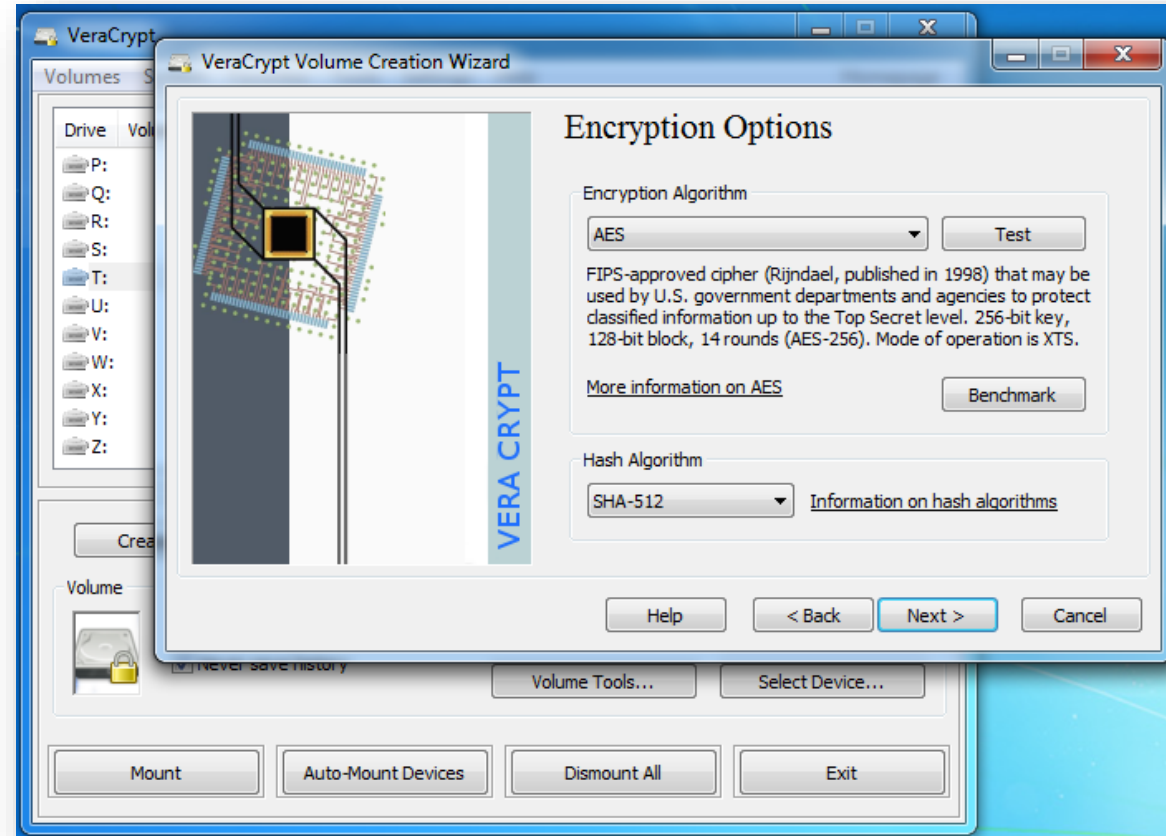 VeraCrypt
Volumes
Drive
P:
Q:
R:
S:
T:
U:
V:
W:
X:
Y:
Z:
Volume
Never save history
Volume Tools...
Select Device...
Mount
Auto-Mount Devices
Dismount All
Exit
VeraCrypt Volume Creation Wizard
VERA CRYPT
Encryption Options
Encryption Algorithm
AES
Test
FIPS-approved cipher (Rijndael, published in 1998) that may be
used by U.S. government departments and agencies to protect
classified information up to the Top Secret level. 256-bit key,
128-bit block, 14 rounds (AES-256). Mode of operation is XTS.
More information on AES
Benchmark
Hash Algorithm
SHA-512
Information on hash algorithms
Help
< Back
Next >
Cancel